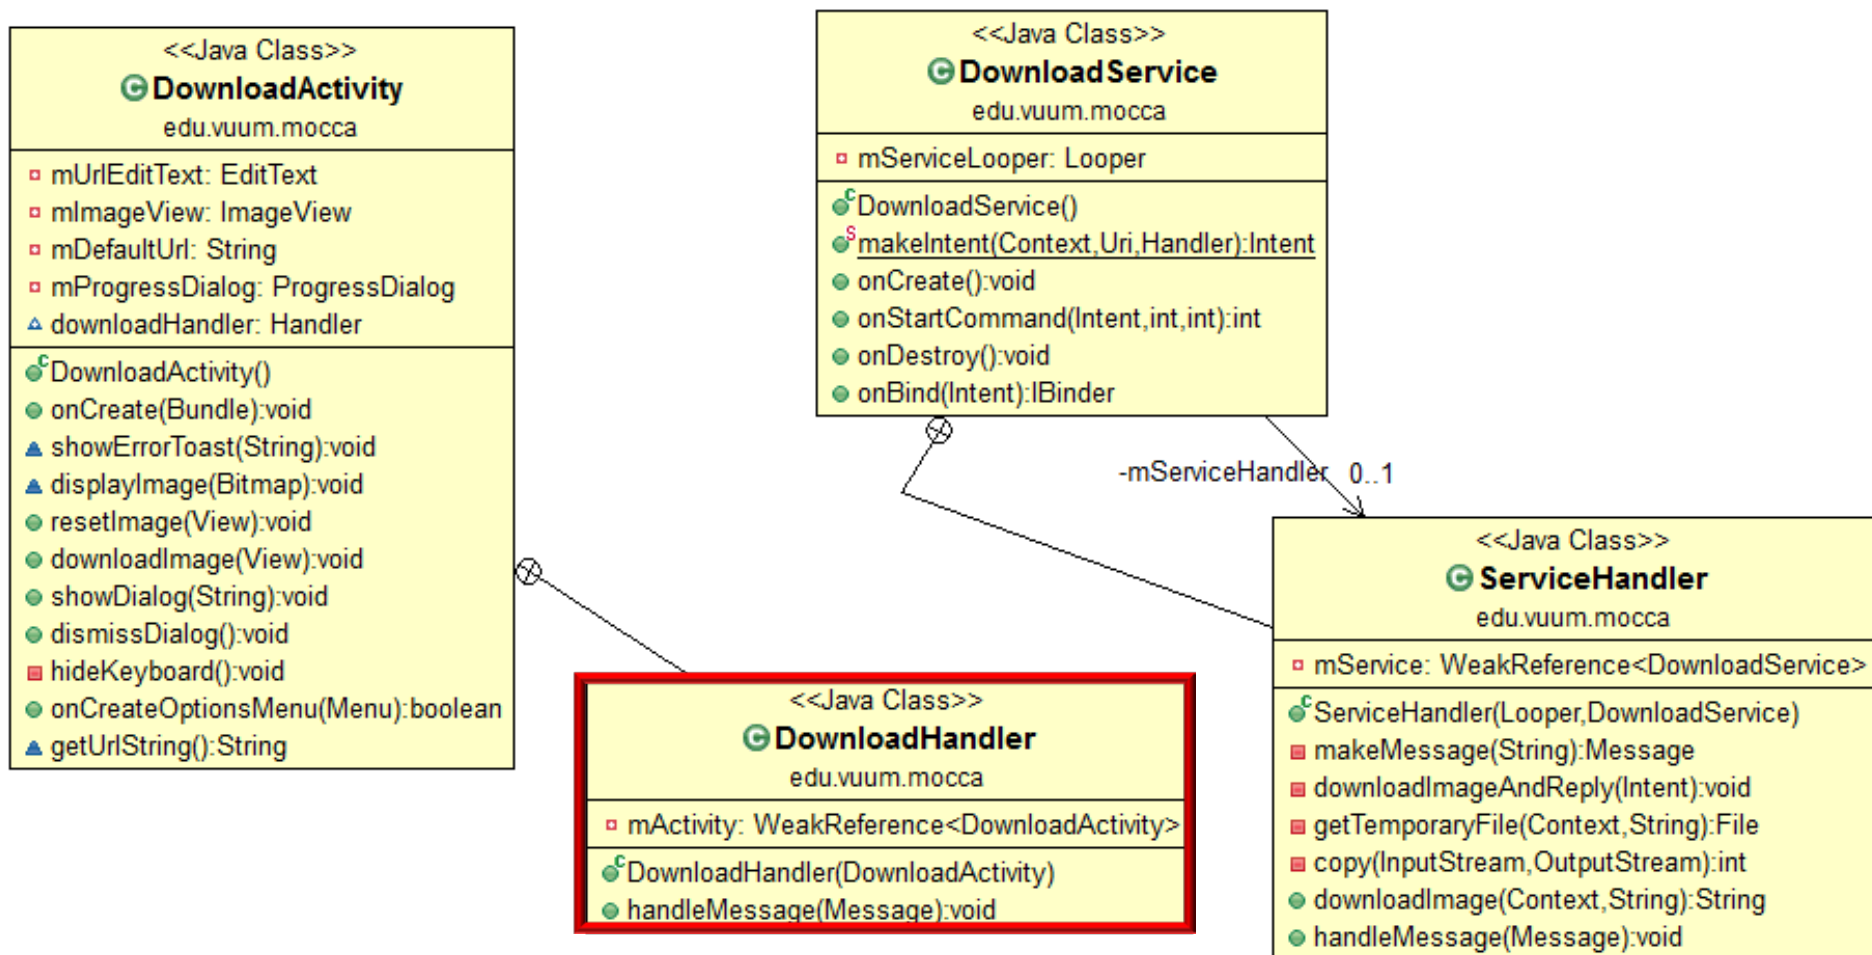 <<Java Class>>
DownloadActivity
edu.vuum.mocca
mUrlEditText: EditText
mImageView: ImageView
mDefaultUrl: String
mProgressDialog: ProgressDialog
downloadHandler: Handler
DownloadActivity()
onCreate(Bundle):void
showErrorToast(String):void
displayImage(Bitmap):void
resetImage(View):void
downloadImage(View):void
showDialog(String):void
dismissDialog():void
hideKeyboard():void
onCreateOptionsMenu(Menu):boolean
getUrlString():String
<<Java Class>>
DownloadService
edu.vuum.mocca
mServiceLooper: Looper
DownloadService()
makeIntent(Context,Uri,Handler):Intent
onCreate():void
onStartCommand(Intent,int,int):int
onDestroy():void
onBind(Intent):IBinder
-mServiceHandler 0..1
<<Java Class>>
DownloadHandler
edu.vuum.mocca
mActivity: WeakReference<DownloadActivity>
DownloadHandler(DownloadActivity)
handleMessage(Message):void
<<Java Class>>
ServiceHandler
edu.vuum.mocca
mService: WeakReference<DownloadService>
ServiceHandler(Looper,DownloadService)
makeMessage(String):Message
downloadImageAndReply(Intent):void
getTemporaryFile(Context,String):File
copy(InputStream,OutputStream):int
downloadImage(Context,String):String
handleMessage(Message):void